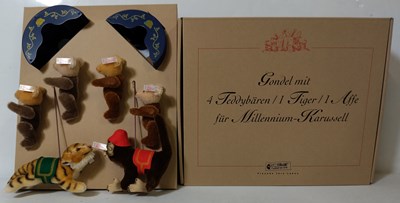 Gondel mit
4 Teddybären / 1 Tiger / 1 Affe
für Millennium-Karussell